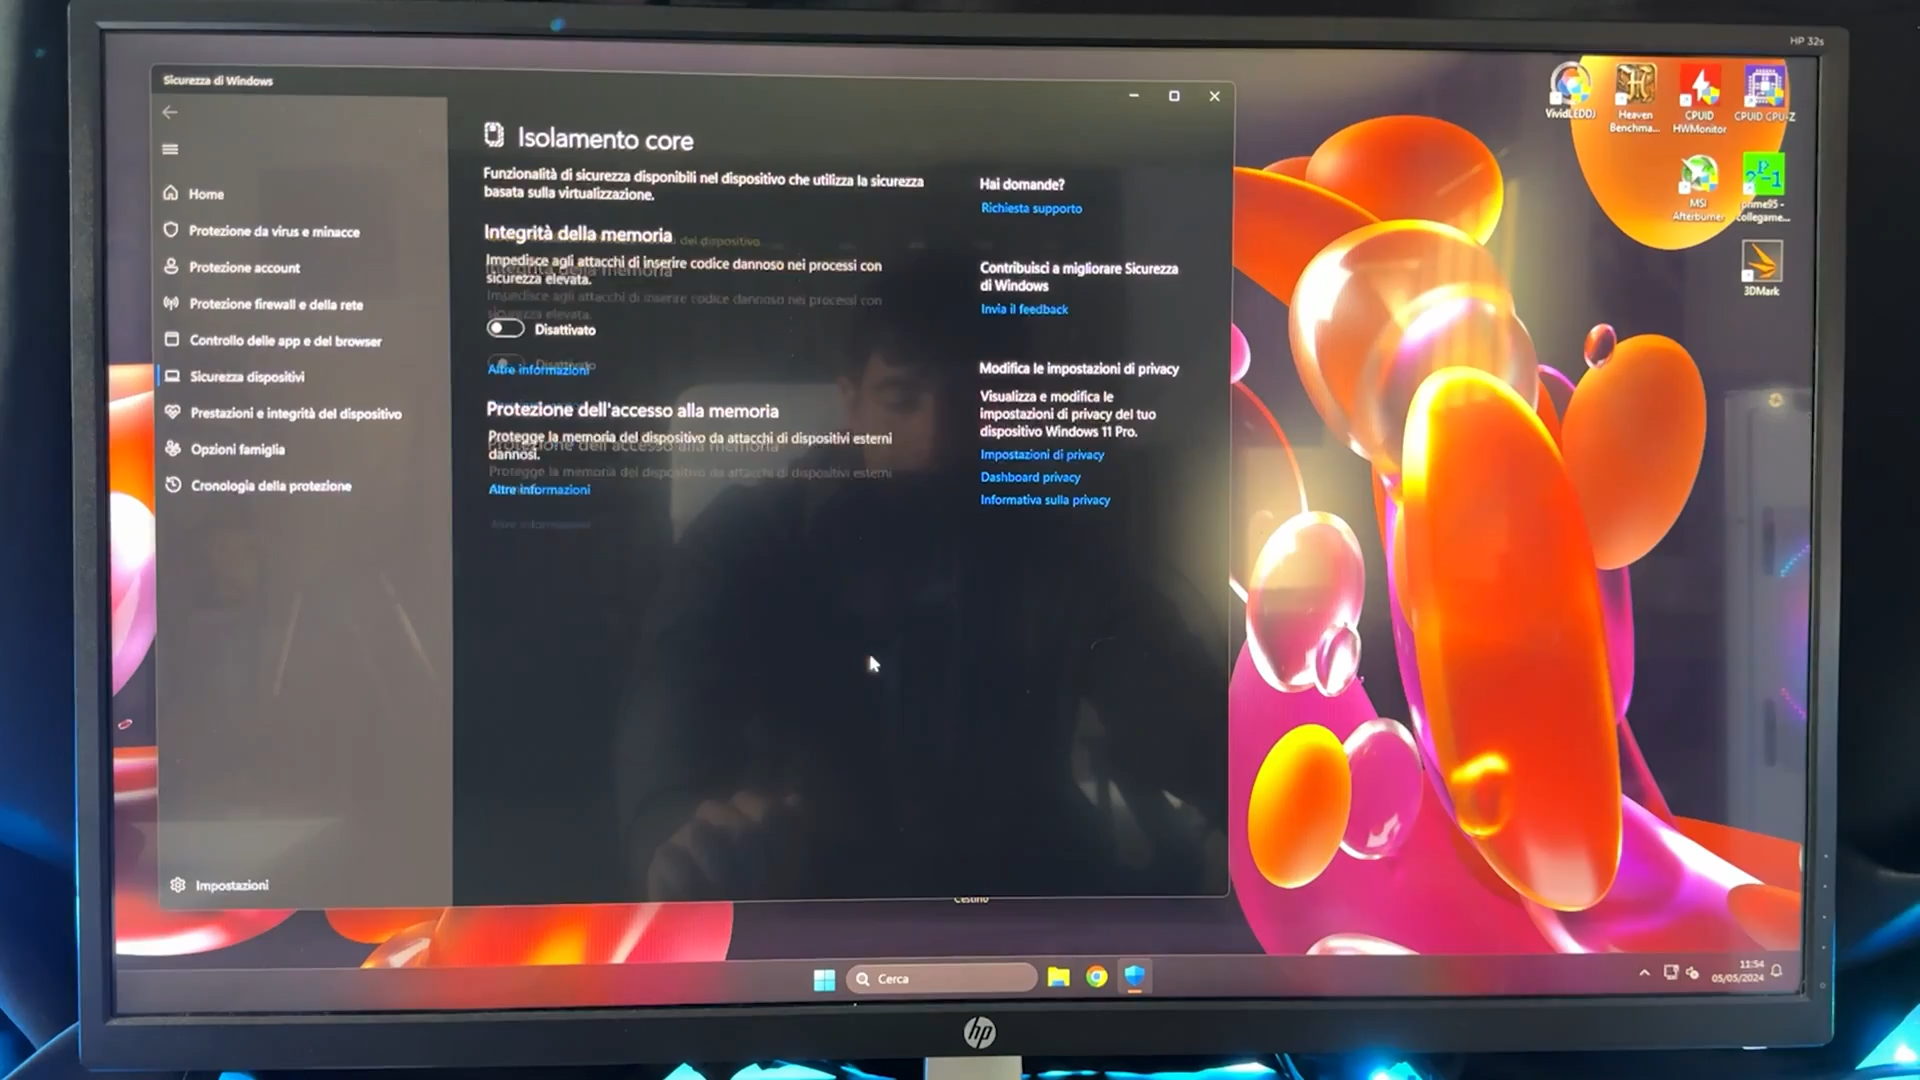 HP 32s
Sicurezza di Windows
Home
Protezione da virus e minacce
Protezione account
Protezione firewall e della rete
Controllo delle app e del browser
Sicurezza dispositivi
Prestazioni e integrità del dispositivo
Opzioni famiglia
Cronologia della protezione
Impostazioni
Isolamento core
Funzionalità di sicurezza disponibili nel dispositivo che utilizza la sicurezza
basata sulla virtualizzazione.
Integrità della memoria
Impedisce agli attacchi di inserire codice dannoso nei processi con
sicurezza elevata.
Disattivato
Altre informazioni
Protezione dell'accesso alla memoria
Protegge la memoria del dispositivo da attacchi di dispositivi esterni
dannosi.
Altre informazioni
Hai domande?
Richiesta supporto
Contribuisci a migliorare Sicurezza
di Windows
Invia il feedback
Modifica le impostazioni di privacy
Visualizza e modifica le
impostazioni di privacy del tuo
dispositivo Windows 11 Pro.
Impostazioni di privacy
Dashboard privacy
Informativa sulla privacy
VividLEDDJ
Heaven
Benchma...
CPUID
HWMonitor
CPUID CPU-Z
MSI
Afterburner
prime95 -
collegame...
3DMark
Cestino
Cerca
11:54
05/05/2024
hp